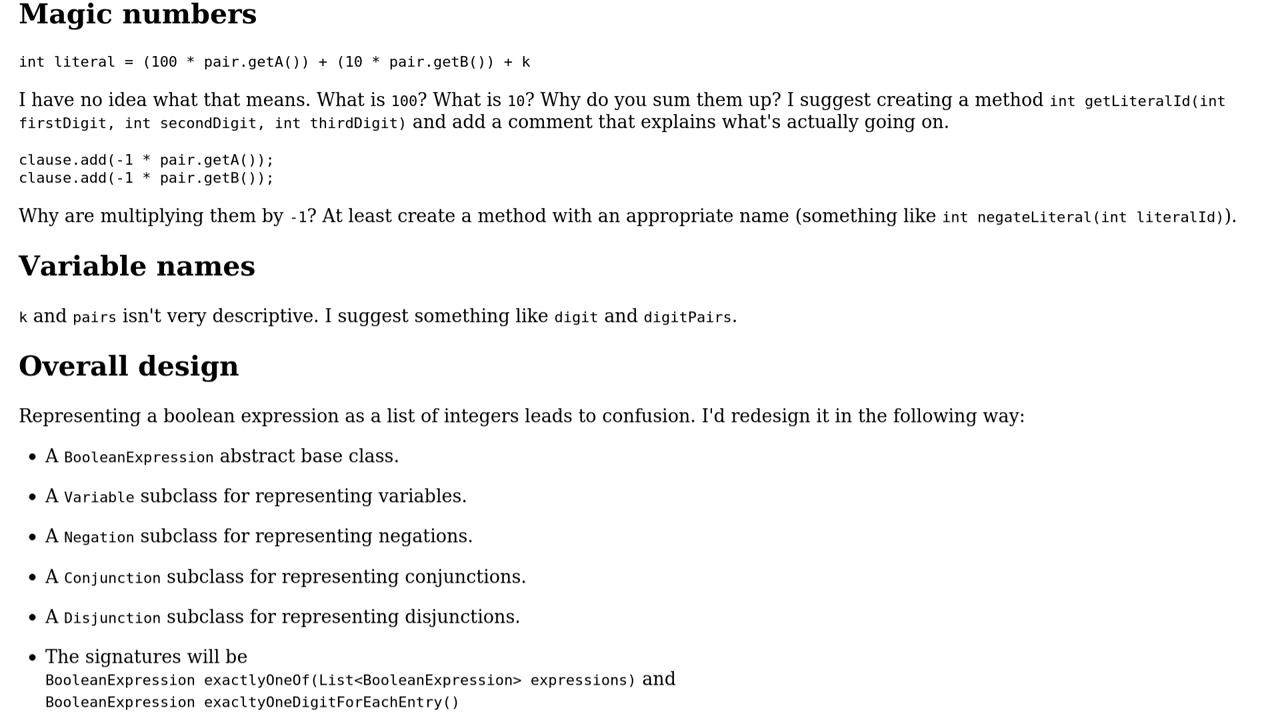 Magic numbers
int literal = (100 * pair.getA()) + (10 * pair.getB()) + k
I have no idea what that means. What is 100? What is 10? Why do you sum them up? I suggest creating a method int getLiteralId(int
firstDigit, int secondDigit, int thirdDigit) and add a comment that explains what's actually going on.
clause.add(-1 * pair.getA());
clause.add(-1 * pair.getB());
Why are multiplying them by -1? At least create a method with an appropriate name (something like int negateLiteral(int literalId)).
Variable names
k and pairs isn't very descriptive. I suggest something like digit and digitPairs.
Overall design
Representing a boolean expression as a list of integers leads to confusion. I'd redesign it in the following way:
• A BooleanExpression abstract base class.
• A Variable subclass for representing variables.
• A Negation subclass for representing negations.
• A Conjunction subclass for representing conjunctions.
• A Disjunction subclass for representing disjunctions.
• The signatures will be
BooleanExpression exactlyOneOf(List<BooleanExpression> expressions) and
BooleanExpression exacltyOneDigitForEachEntry()